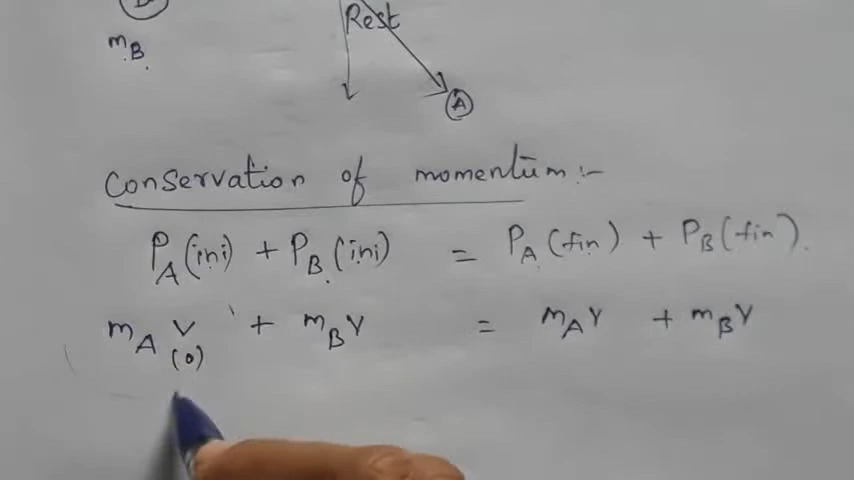 Rest
mB
A
Conservation of momentum :-
PA (ini) + PB (ini) = PA (fin) + PB (fin).
mA v + mB v = mA v + mB v
(0)